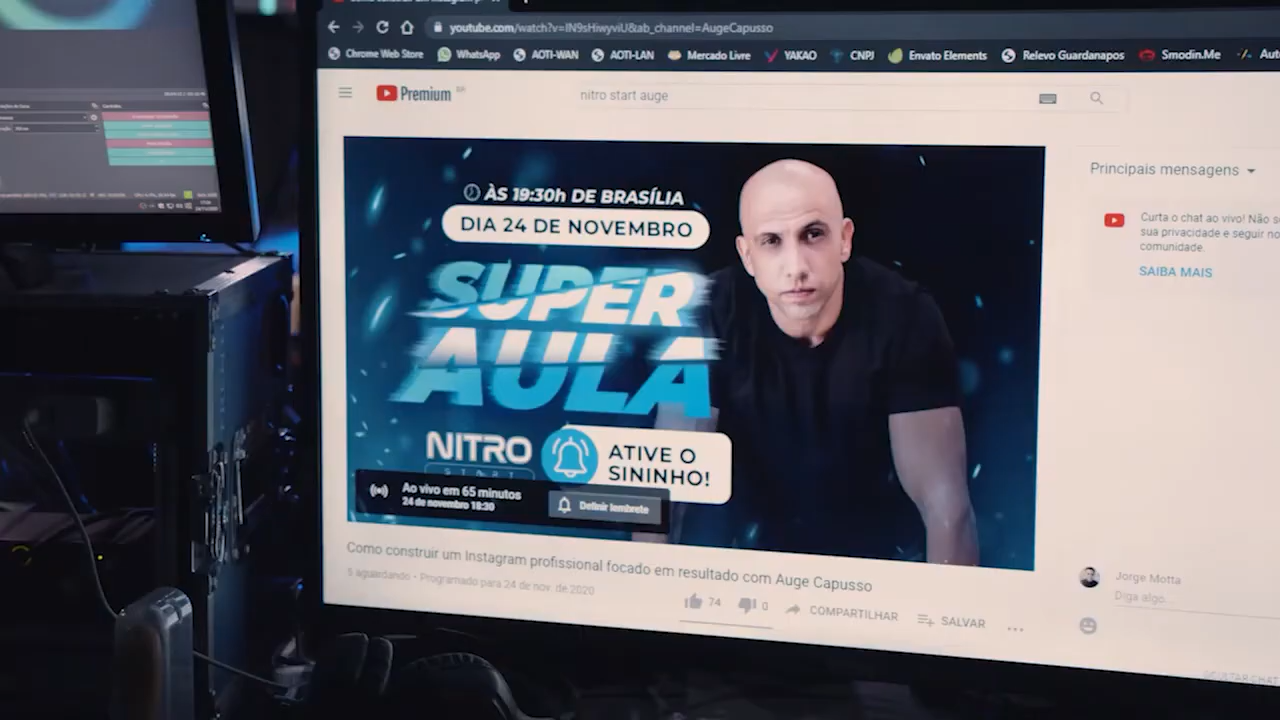 youtube.com/watch?v=IN9sHiwyviU&ab_channel=AugeCapusso
Chrome Web Store WhatsApp AOTI-WAN AOTI-LAN Mercado Livre YAKAO CNPJ Envato Elements Relevo Guardanapos Smodin.Me
Premium BR
nitro start auge
ÀS 19:30h DE BRASÍLIA
DIA 24 DE NOVEMBRO
SUPER
AULA
NITRO
START
ATIVE O
SININHO!
Ao vivo em 65 minutos
24 de novembro 18:30
Definir lembrete
Como construir um Instagram profissional focado em resultado com Auge Capusso
5 aguardando • Programado para 24 de nov. de 2020
74 0 COMPARTILHAR SALVAR
Principais mensagens
Curta o chat ao vivo! Não
sua privacidade e seguir
comunidade.
SAIBA MAIS
Jorge Motta
Diga algo...